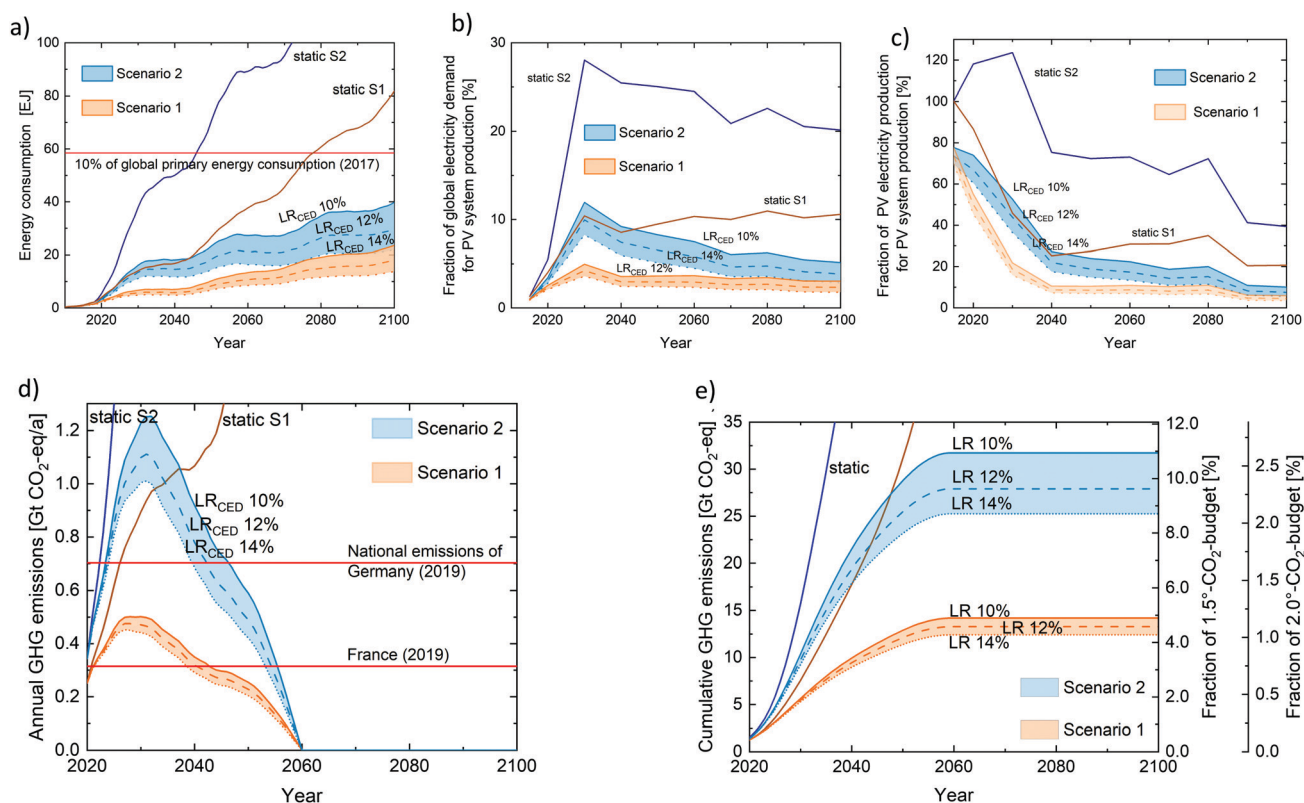 a)
Energy consumption [EJ]
100
80
60
40
20
0
static S2
Scenario 2
Scenario 1
static S1
10% of global primary energy consumption (2017)
LRCED 10%
LRCED 12%
LRCED 14%
2020 2040 2060 2080 2100
Year
b)
Fraction of global electricity demand
for PV system production [%]
30
20
10
0
static S2
Scenario 2
Scenario 1
static S1
LRCED 10%
LRCED 14%
LRCED 12%
2020 2040 2060 2080 2100
Year
c)
Fraction of PV electricity production
for PV system production [%]
120
100
80
60
40
20
0
static S2
Scenario 2
Scenario 1
LRCED 10%
LRCED 12%
LRCED 14%
static S1
2020 2040 2060 2080 2100
Year
d)
Annual GHG emissions [Gt CO2-eq/a]
1.2
1.0
0.8
0.6
0.4
0.2
0.0
static S2
static S1
Scenario 2
Scenario 1
LRCED 10%
LRCED 12%
LRCED 14%
National emissions of
Germany (2019)
France (2019)
2020 2040 2060 2080 2100
Year
e)
Cumulative GHG emissions [Gt CO2-eq]
35
30
25
20
15
10
5
0
static
LR 10%
LR 12%
LR 14%
LR 10%
LR 12%
LR 14%
Scenario 2
Scenario 1
2020 2040 2060 2080 2100
Year
12.0
10.0
8.0
6.0
4.0
2.0
0.0
Fraction of 1.5°-CO2-budget [%]
2.5
2.0
1.5
1.0
0.5
0.0
Fraction of 2.0°-CO2-budget [%]